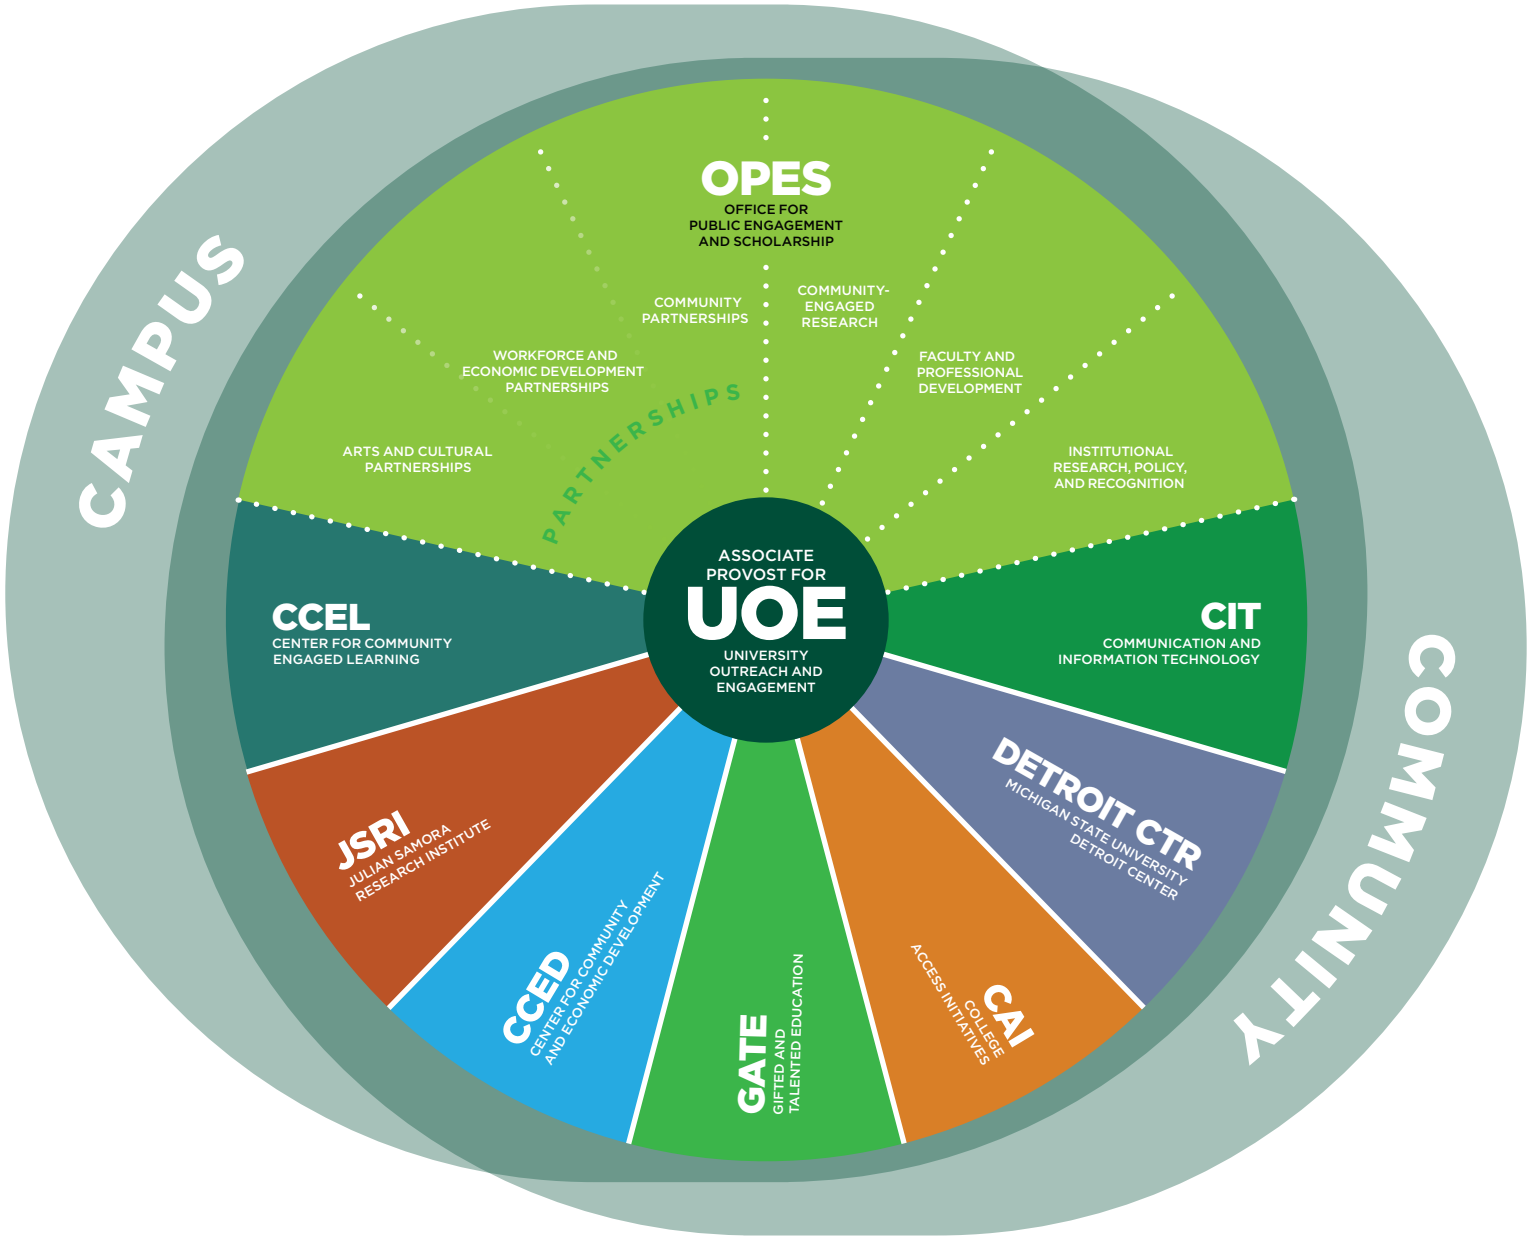 CAMPUS
OPES
OFFICE FOR
PUBLIC ENGAGEMENT
AND SCHOLARSHIP
COMMUNITY
PARTNERSHIPS
COMMUNITY-
ENGAGED
RESEARCH
WORKFORCE AND
ECONOMIC DEVELOPMENT
PARTNERSHIPS
FACULTY AND
PROFESSIONAL
DEVELOPMENT
PARTNERSHIPS
ARTS AND CULTURAL
PARTNERSHIPS
INSTITUTIONAL
RESEARCH, POLICY,
AND RECOGNITION
ASSOCIATE
PROVOST FOR
UOE
UNIVERSITY
OUTREACH AND
ENGAGEMENT
CCEL
CENTER FOR COMMUNITY
ENGAGED LEARNING
CIT
COMMUNICATION AND
INFORMATION TECHNOLOGY
JSRI
JULIAN SAMORA
RESEARCH INSTITUTE
DETROIT CTR
MICHIGAN STATE UNIVERSITY
DETROIT CENTER
CCED
CENTER FOR COMMUNITY
AND ECONOMIC DEVELOPMENT
GATE
GIFTED AND
TALENTED EDUCATION
CAI
COLLEGE
ACCESS INITIATIVES
COMMUNITY